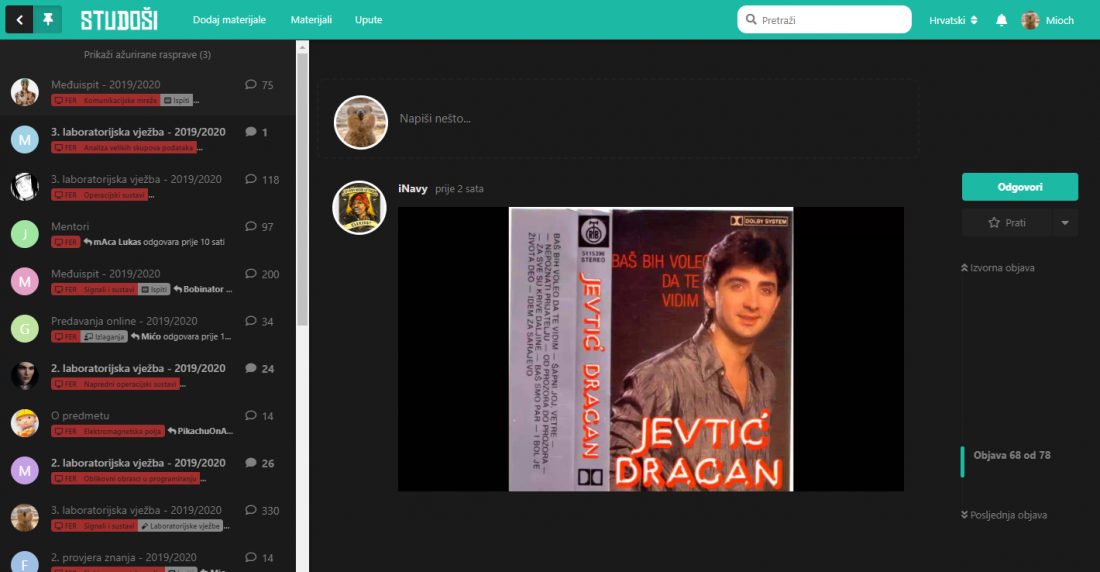 STUDOŠI
Dodaj materijale
Materijali
Upute
Pretraži
Hrvatski
Mioch
Prikaži ažurirane rasprave (3)
Međuispit - 2019/2020
75
FER Komunikacijske mreže Ispiti ...
M
3. laboratorijska vježba - 2019/2020
1
FER Analiza velikih skupova podataka ...
3. laboratorijska vježba - 2019/2020
118
FER Operacijski sustavi ...
J
Mentori
97
FER mAca Lukas odgovara prije 10 sati
M
Međuispit - 2019/2020
200
FER Signali i sustavi Ispiti Bobinator ...
G
Predavanja online - 2019/2020
34
FER Izlaganja Mićo odgovara prije 1...
2. laboratorijska vježba - 2019/2020
24
FER Napredni operacijski sustavi ...
O predmetu
14
FER Elektromagnetska polja PikachuOnA...
M
2. laboratorijska vježba - 2019/2020
26
FER Oblikovni obrasci u programiranju ...
3. laboratorijska vježba - 2019/2020
330
FER Signali i sustavi Laboratorijske vježbe ...
F
2. provjera znanja - 2019/2020
14
Napiši nešto...
iNavy prije 2 sata
BAŠ BIH VOLEO DA TE VIDIM — ŠAPNI JOJ, VETRE —
— NEPOZNATI PRIJATELJU — OD PROZORA DO PROZORA —
— ZA SVE SU KRIVE DALJINE — BAŠ SMO PAR — I BOL JE
ŽIVOTA DEO — IDEM ZA SARAJEVO
STEREO
JEVTIĆ DRAGAN
DOLBY SYSTEM
BAŠ BIH VOLEO
DA TE
VIDIM
JEVTIĆ
DRAGAN
Odgovori
Prati
Izvorna objava
Objava 68 od 78
Posljednja objava